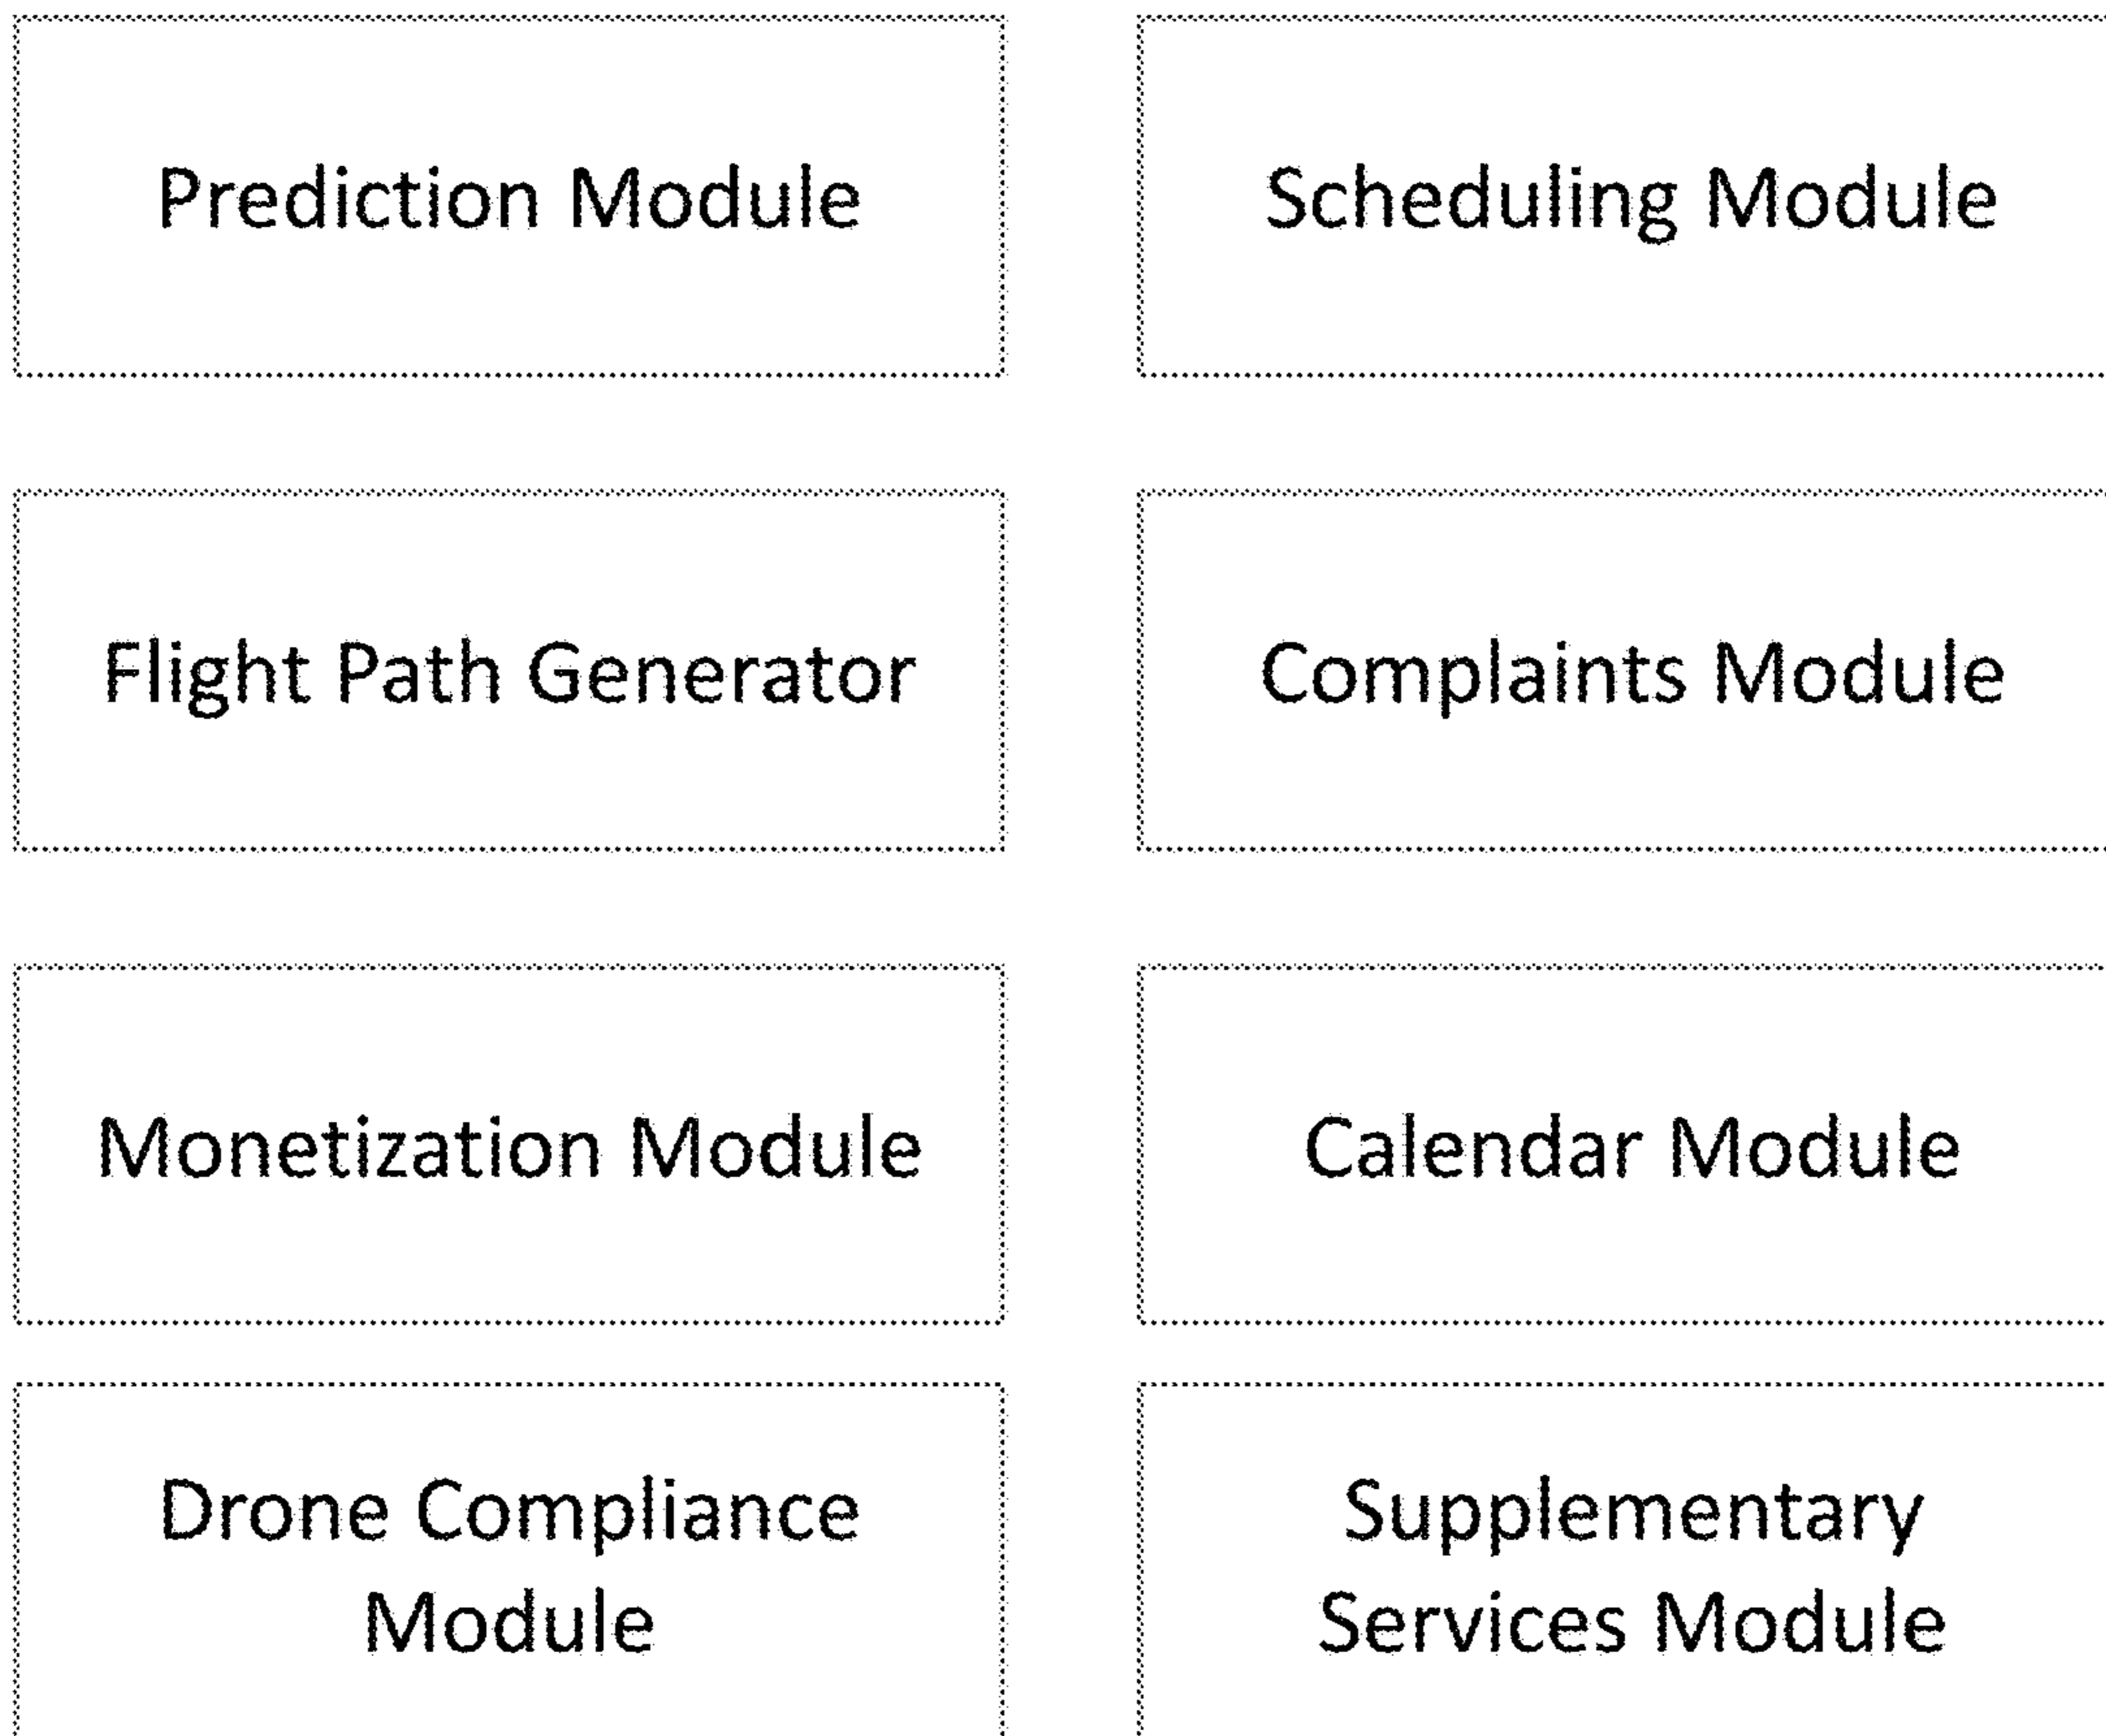 Prediction Module
Scheduling Module
Flight Path Generator
Complaints Module
Monetization Module
Calendar Module
Drone Compliance
Module
Supplementary
Services Module